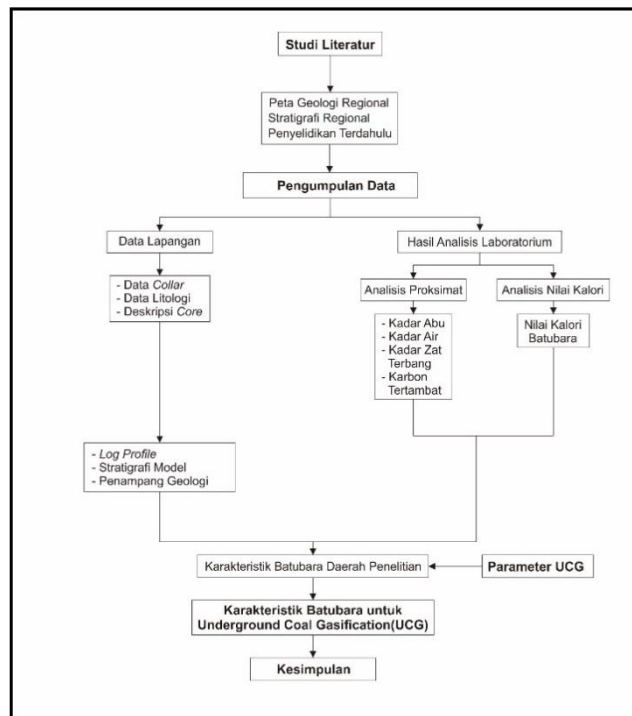 Studi Literatur
Peta Geologi Regional
Stratigrafi Regional
Penyelidikan Terdahulu
Pengumpulan Data
Data Lapangan
- Data Collar
- Data Litologi
- Deskripsi Core
- Log Profile
- Stratigrafi Model
- Penampang Geologi
Hasil Analisis Laboratorium
Analisis Proksimat
- Kadar Abu
- Kadar Air
- Kadar Zat
Terbang
- Karbon
Tertambat
Analisis Nilai Kalori
Nilai Kalori
Batubara
Karakteristik Batubara Daerah Penelitian
Parameter UCG
Karakteristik Batubara untuk
Underground Coal Gasification(UCG)
Kesimpulan